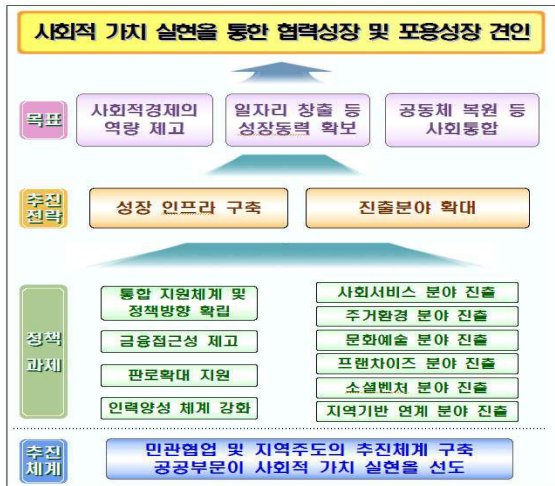 사회적 가치 실현을 통한 협력성장 및 포용성장 견인
목표
사회적경제의
역량 제고
일자리 창출 등
성장동력 확보
공동체 복원 등
사회통합
추진
전략
성장 인프라 구축
진출분야 확대
정책
과제
통합 지원체계 및
정책방향 확립
금융접근성 제고
판로확대 지원
인력양성 체계 강화
사회서비스 분야 진출
주거환경 분야 진출
문화예술 분야 진출
프랜차이즈 분야 진출
소셜벤처 분야 진출
지역기반 연계 분야 진출
추진
체계
민관협업 및 지역주도의 추진체계 구축
공공부문이 사회적 가치 실현을 선도